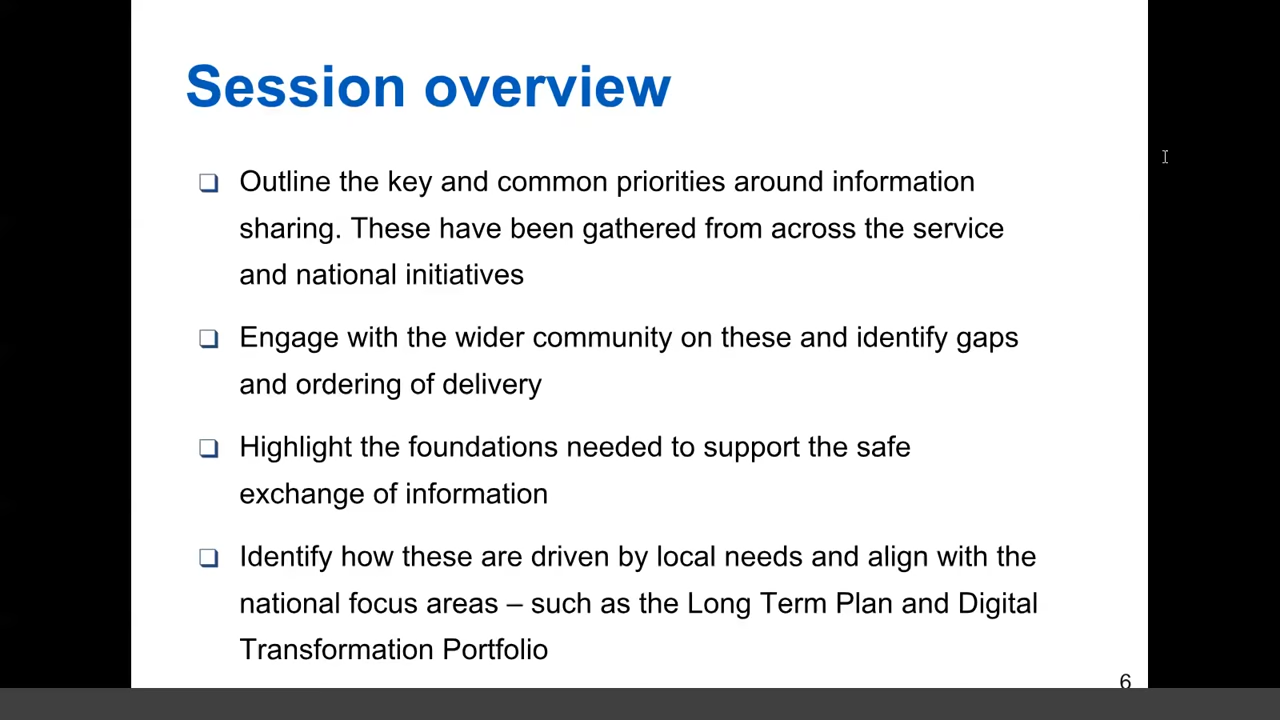 Session overview
Outline the key and common priorities around information
sharing. These have been gathered from across the service
and national initiatives
Engage with the wider community on these and identify gaps
and ordering of delivery
Highlight the foundations needed to support the safe
exchange of information
Identify how these are driven by local needs and align with the
national focus areas – such as the Long Term Plan and Digital
Transformation Portfolio
6